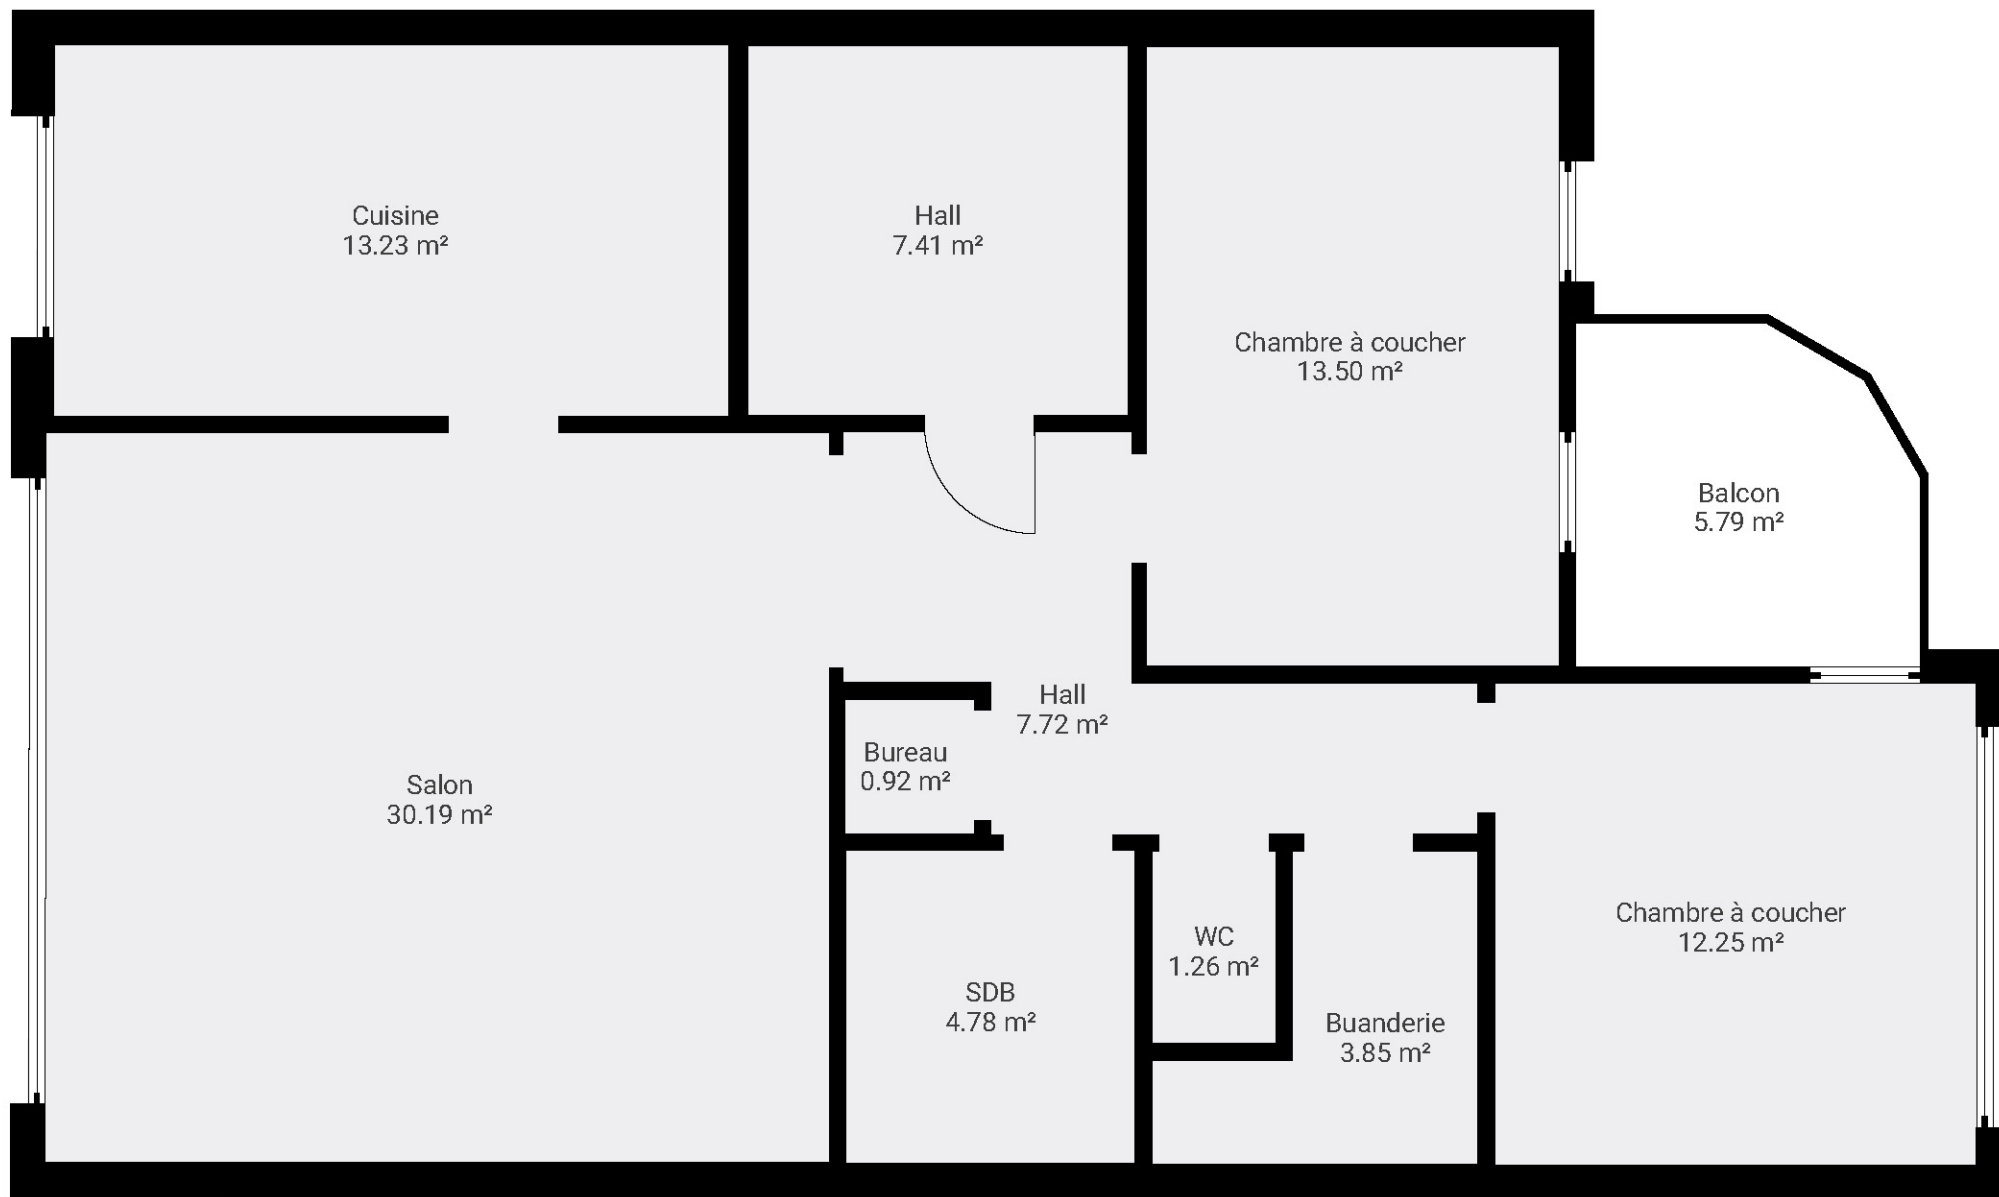 Cuisine
13.23 m²
Hall
7.41 m²
Chambre à coucher
13.50 m²
Balcon
5.79 m²
Hall
7.72 m²
Bureau
0.92 m²
Salon
30.19 m²
Chambre à coucher
12.25 m²
WC
1.26 m²
SDB
4.78 m²
Buanderie
3.85 m²